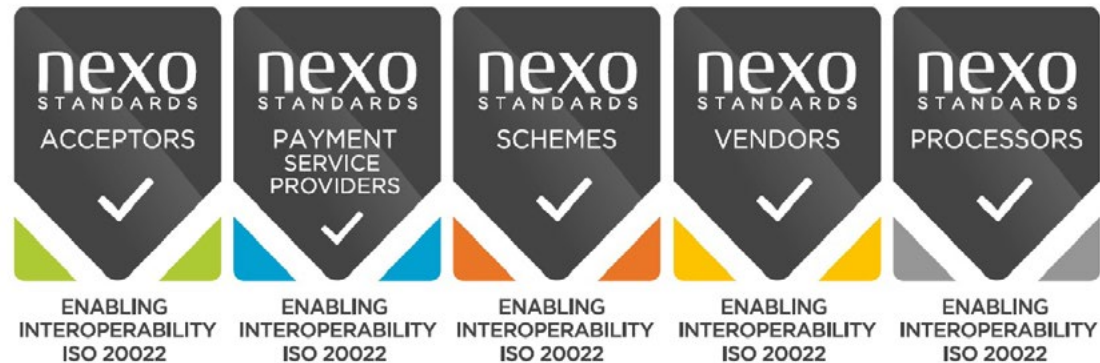 nexo
STANDARDS
ACCEPTORS
ENABLING
INTEROPERABILITY
ISO 20022
nexo
STANDARDS
PAYMENT
SERVICE
PROVIDERS
ENABLING
INTEROPERABILITY
ISO 20022
nexo
STANDARDS
SCHEMES
ENABLING
INTEROPERABILITY
ISO 20022
nexo
STANDARDS
VENDORS
ENABLING
INTEROPERABILITY
ISO 20022
nexo
STANDARDS
PROCESSORS
ENABLING
INTEROPERABILITY
ISO 20022